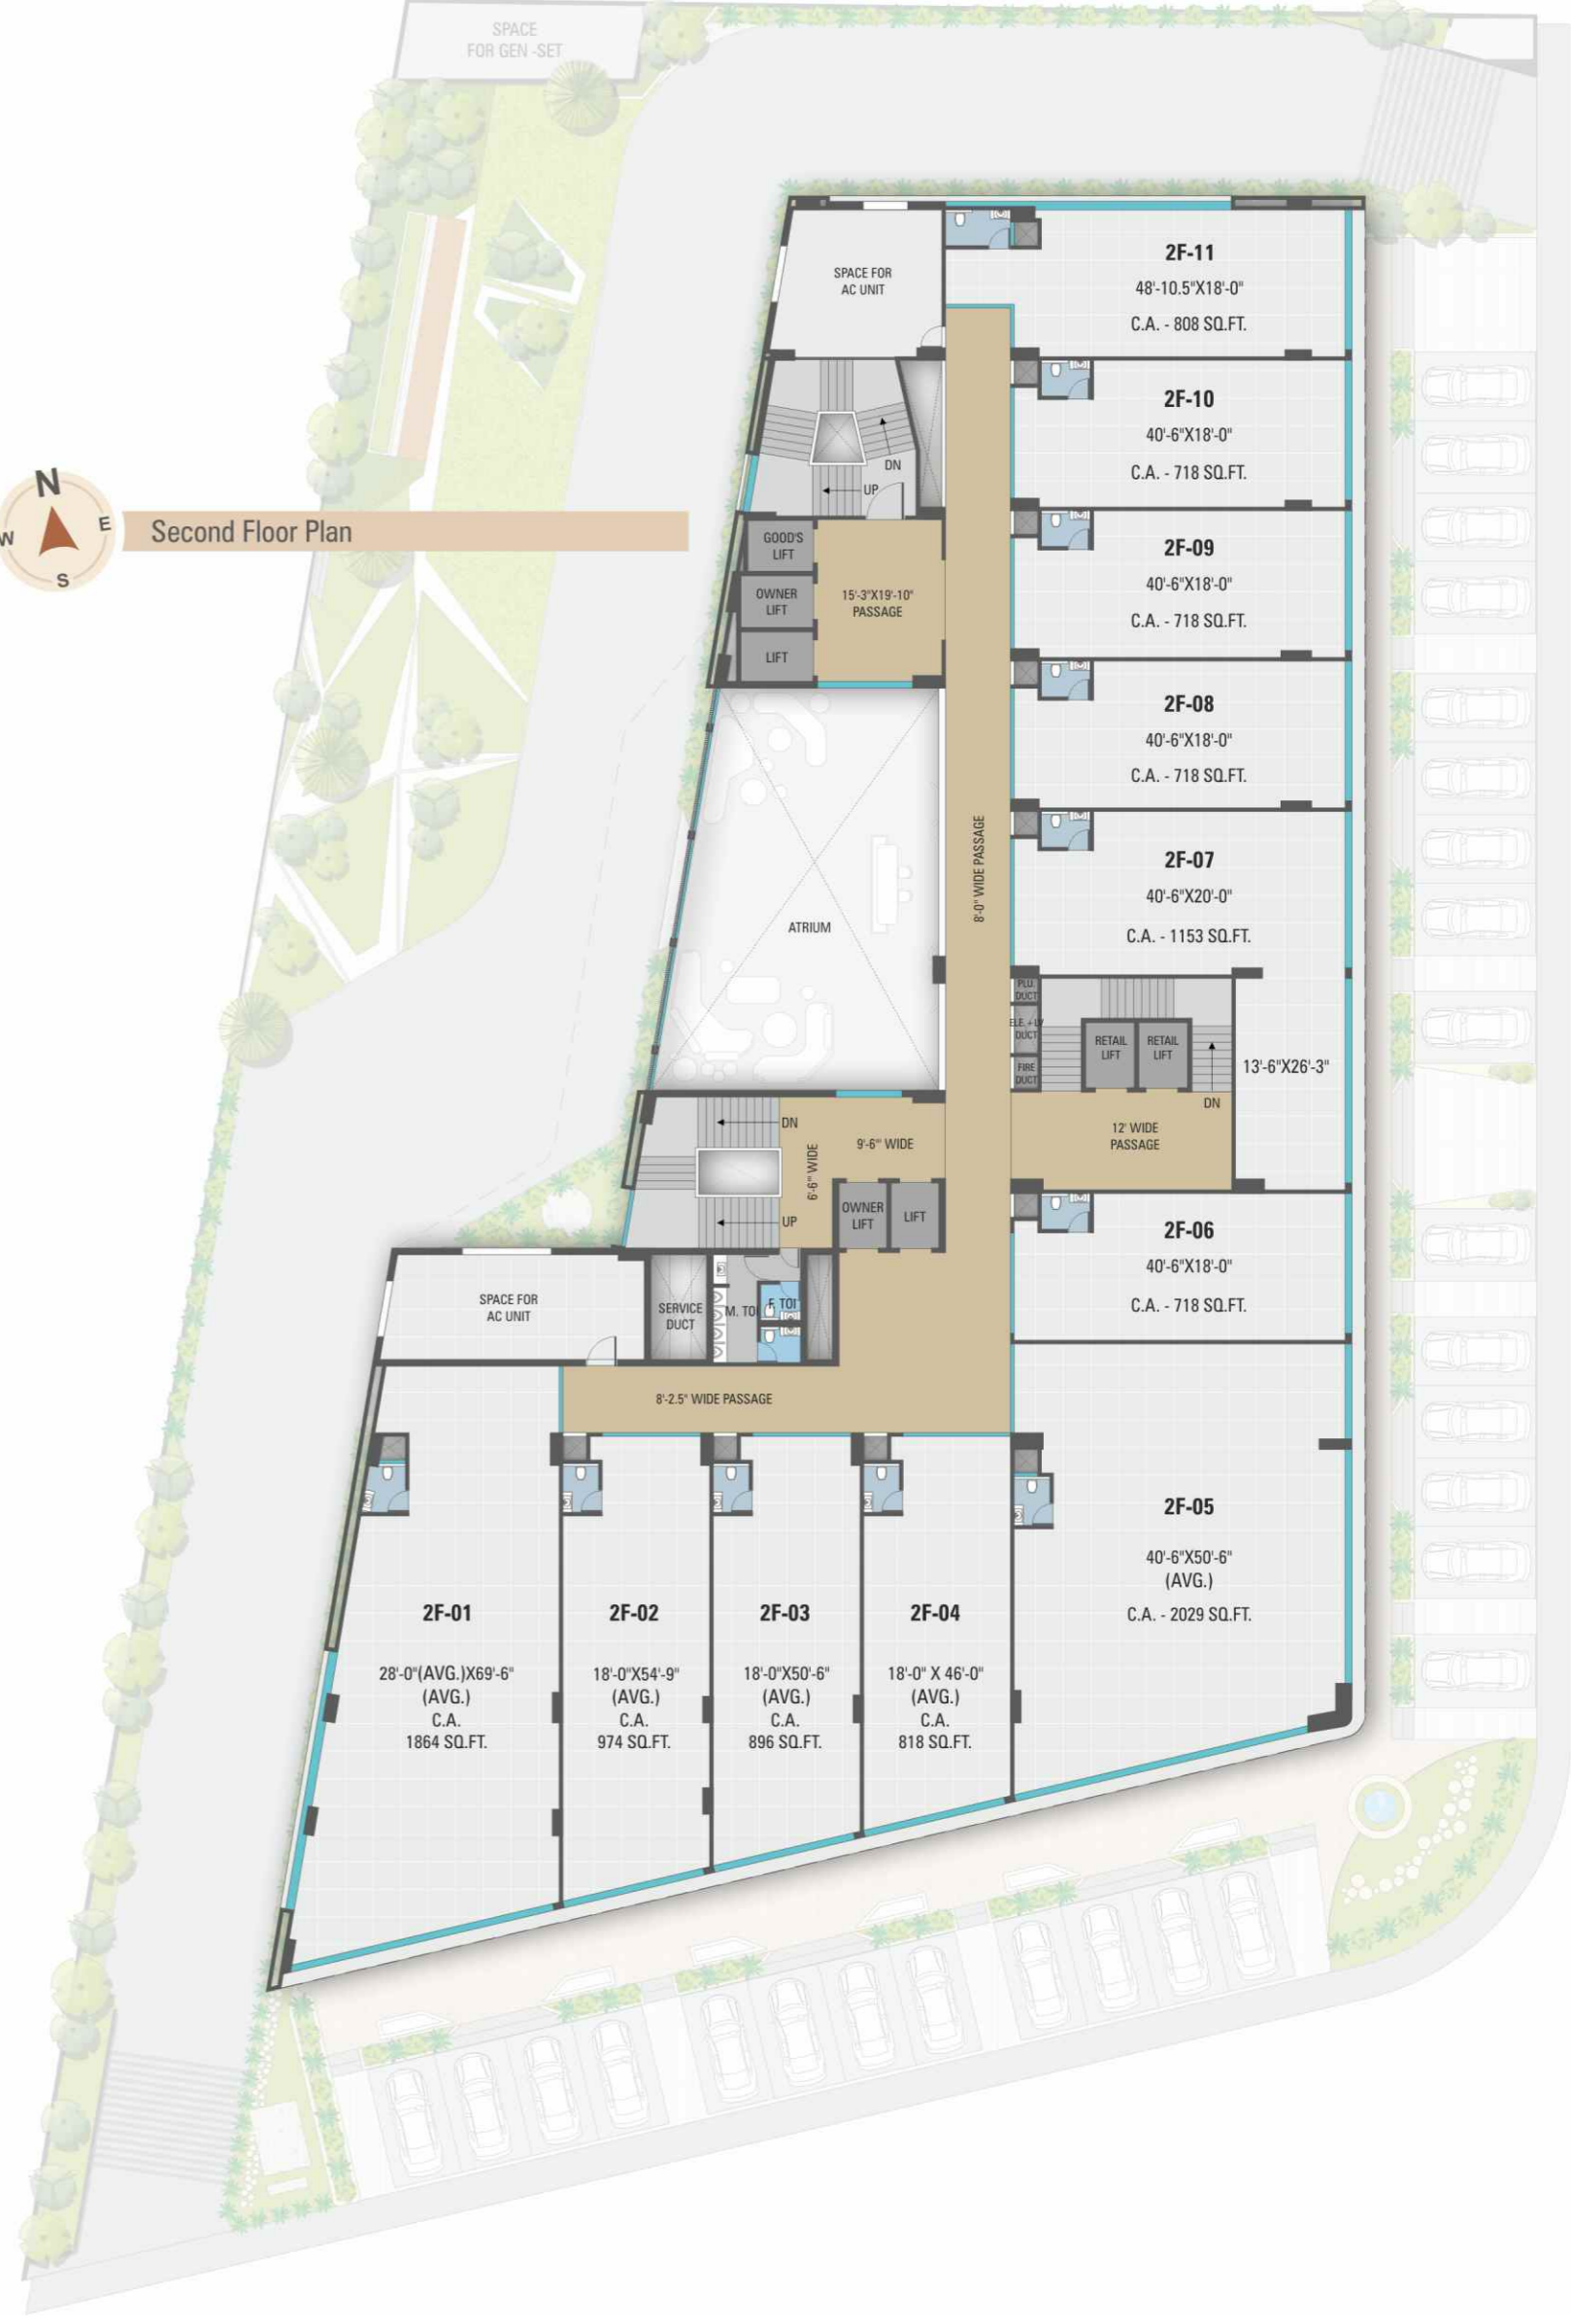 SPACE
FOR GEN -SET
N
E
W
S
Second Floor Plan
SPACE FOR
AC UNIT
2F-11
48'-10.5"X18'-0"
C.A. - 808 SQ.FT.
2F-10
40'-6"X18'-0"
C.A. - 718 SQ.FT.
DN
UP
GOOD'S
LIFT
OWNER
LIFT
LIFT
15'-3"X19'-10"
PASSAGE
2F-09
40'-6"X18'-0"
C.A. - 718 SQ.FT.
2F-08
40'-6"X18'-0"
C.A. - 718 SQ.FT.
8'-0" WIDE PASSAGE
ATRIUM
2F-07
40'-6"X20'-0"
C.A. - 1153 SQ.FT.
PLU.
DUCT
ELE. + LV
DUCT
FIRE
DUCT
RETAIL
LIFT
RETAIL
LIFT
13'-6"X26'-3"
DN
12' WIDE
PASSAGE
DN
9'-6"' WIDE
6'-6" WIDE
UP
OWNER
LIFT
LIFT
2F-06
40'-6"X18'-0"
C.A. - 718 SQ.FT.
SPACE FOR
AC UNIT
SERVICE
DUCT
M. TOI
F. TOI
8'-2.5" WIDE PASSAGE
2F-05
40'-6"X50'-6"
(AVG.)
C.A. - 2029 SQ.FT.
2F-01
28'-0"(AVG.)X69'-6"
(AVG.)
C.A.
1864 SQ.FT.
2F-02
18'-0"X54'-9"
(AVG.)
C.A.
974 SQ.FT.
2F-03
18'-0"X50'-6"
(AVG.)
C.A.
896 SQ.FT.
2F-04
18'-0" X 46'-0"
(AVG.)
C.A.
818 SQ.FT.